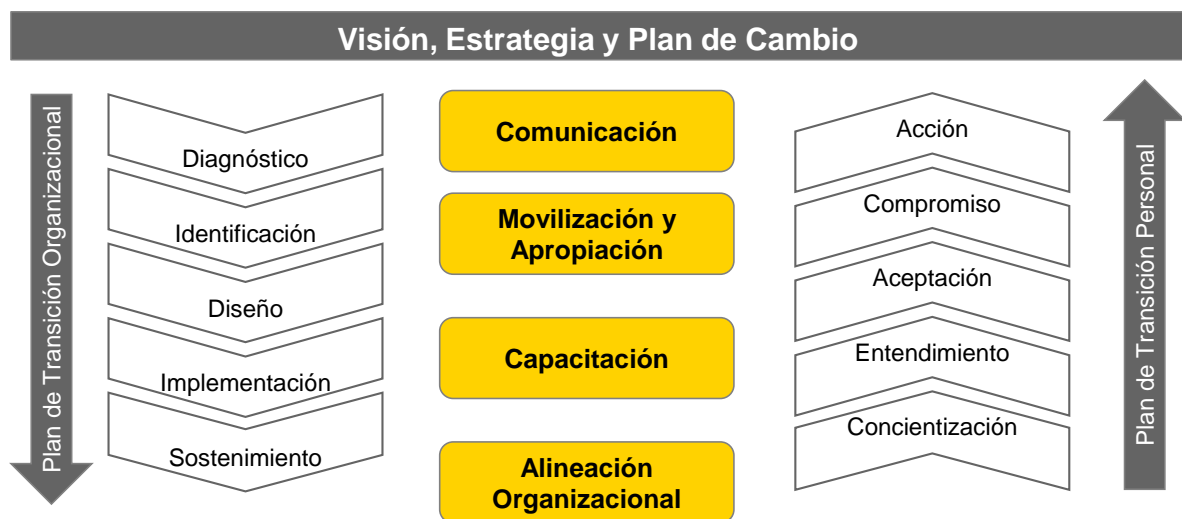 Visión, Estrategia y Plan de Cambio
Plan de Transición Organizacional
Diagnóstico
Identificación
Diseño
Implementación
Sostenimiento
Comunicación
Movilización y
Apropiación
Capacitación
Alineación
Organizacional
Acción
Compromiso
Aceptación
Entendimiento
Concientización
Plan de Transición Personal